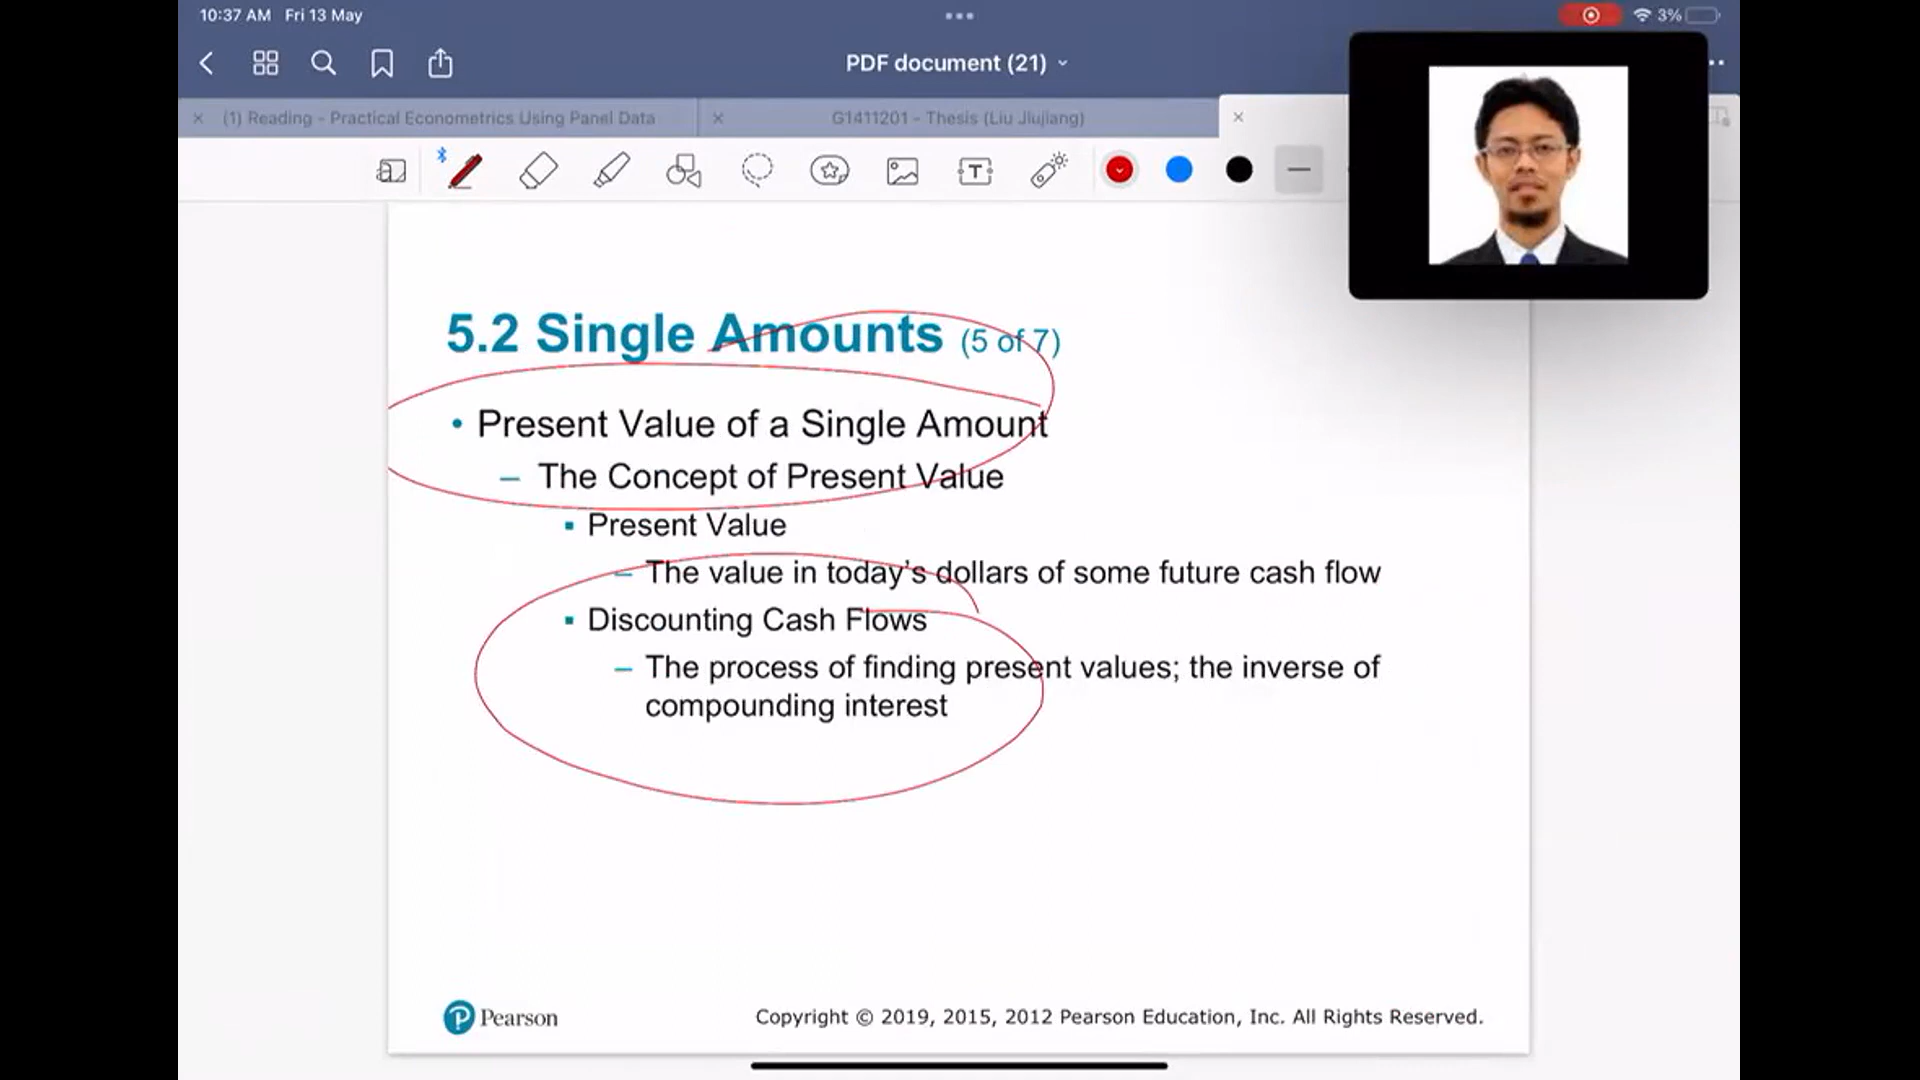 10:37 AM Fri 13 May
3%
PDF document (21)
(1) Reading - Practical Econometrics Using Panel Data
G1411201 - Thesis (Liu Jiujiang)
5.2 Single Amounts (5 of 7)
• Present Value of a Single Amount
– The Concept of Present Value
▪ Present Value
– The value in today’s dollars of some future cash flow
▪ Discounting Cash Flows
– The process of finding present values; the inverse of
compounding interest
Pearson
Copyright © 2019, 2015, 2012 Pearson Education, Inc. All Rights Reserved.